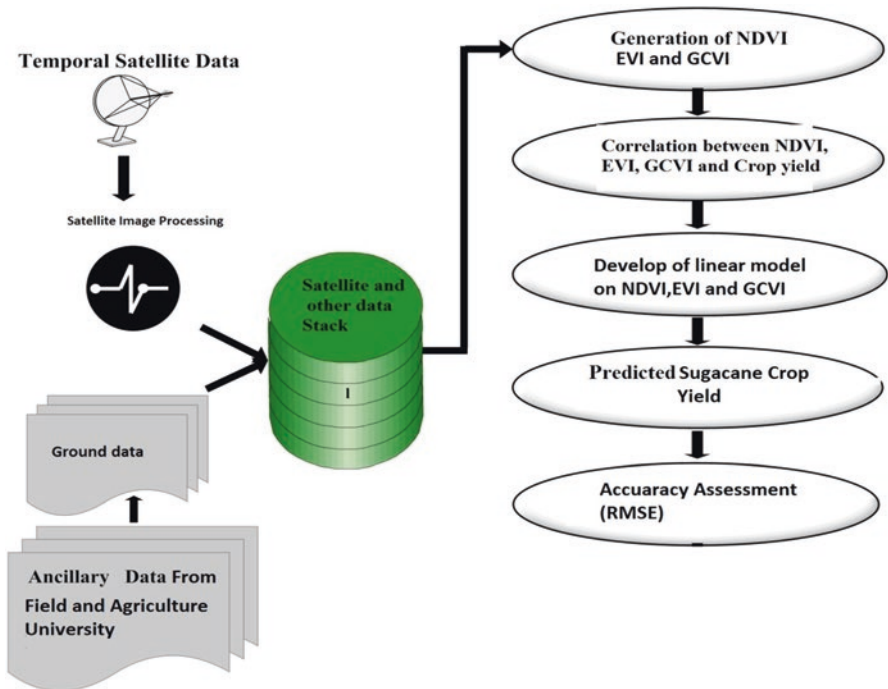 Temporal Satellite Data
Satellite Image Processing
Satellite and
other data
Stack
I
Ground data
Ancillary Data From
Field and Agriculture
University
Generation of NDVI
EVI and GCVI
Correlation between NDVI,
EVI, GCVI and Crop yield
Develop of linear model
on NDVI,EVI and GCVI
Predicted Sugacane Crop
Yield
Accuaracy Assessment
(RMSE)